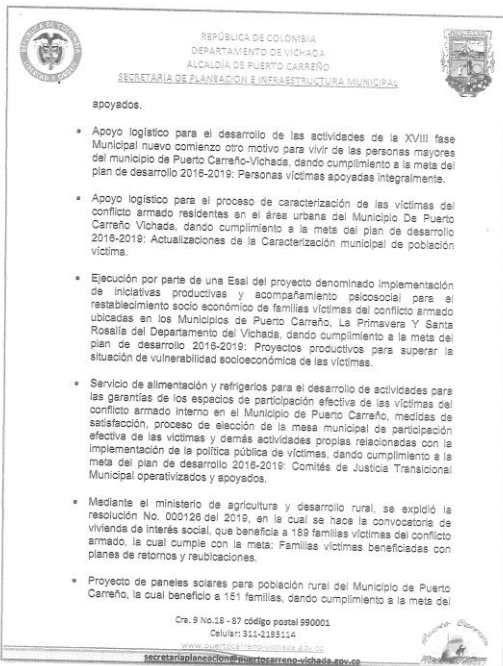 REPÚBLICA DE COLOMBIA
DEPARTAMENTO DE VICHADA
ALCALDÍA DE PUERTO CARREÑO
SECRETARIA DE PLANEACION E INFRAESTRUCTURA MUNICIPAL
apoyados.
• Apoyo logístico para el desarrollo de las actividades de la XVIII fase
Municipal nuevo comienzo otro motivo para vivir de las personas mayores
del municipio de Puerto Carreño-Vichada, dando cumplimiento a la meta del
plan de desarrollo 2016-2019: Personas víctimas apoyadas integralmente.
• Apoyo logístico para el proceso de caracterización de las víctimas del
conflicto armado residentes en el área urbana del Municipio De Puerto
Carreño Vichada, dando cumplimiento a la meta del plan de desarrollo
2016-2019: Actualizaciones de la Caracterización municipal de población
víctima.
• Ejecución por parte de una Esal del proyecto denominado implementación
de iniciativas productivas y acompañamiento psicosocial para el
restablecimiento socio económico de familias víctimas del conflicto armado
ubicadas en los Municipios de Puerto Carreño, La Primavera Y Santa
Rosalía del Departamento del Vichada, dando cumplimiento a la meta del
plan de desarrollo 2016-2019: Proyectos productivos para superar la
situación de vulnerabilidad socioeconómica de las víctimas.
• Servicio de alimentación y refrigerios para el desarrollo de actividades para
las garantías de los espacios de participación efectiva de las víctimas del
conflicto armado interno en el Municipio de Puerto Carreño, medidas de
satisfacción, proceso de elección de la mesa municipal de participación
efectiva de las victimas y demás actividades propias relacionadas con la
implementación de la política pública de víctimas, dando cumplimiento a la
meta del plan de desarrollo 2016-2019: Comités de Justicia Transicional
Municipal operativizados y apoyados.
• Mediante el ministerio de agricultura y desarrollo rural, se expidió la
resolución No. 000126 del 2019, en la cual se hace la convocatoria de
vivienda de interés social, que beneficia a 189 familias víctimas del conflicto
armado, la cual cumple con la meta: Familias víctimas beneficiadas con
planes de retornos y reubicaciones.
• Proyecto de paneles solares para población rural del Municipio de Puerto
Carreño, la cual beneficio a 151 familias, dando cumplimiento a la meta del
Cra. 9 No.18 - 87 código postal 990001
Celular: 311-2195114
www.puertocarreno-vichada.gov.co
secretariaplaneacion@puertocarreno-vichada.gov.co
Puerto Carreño